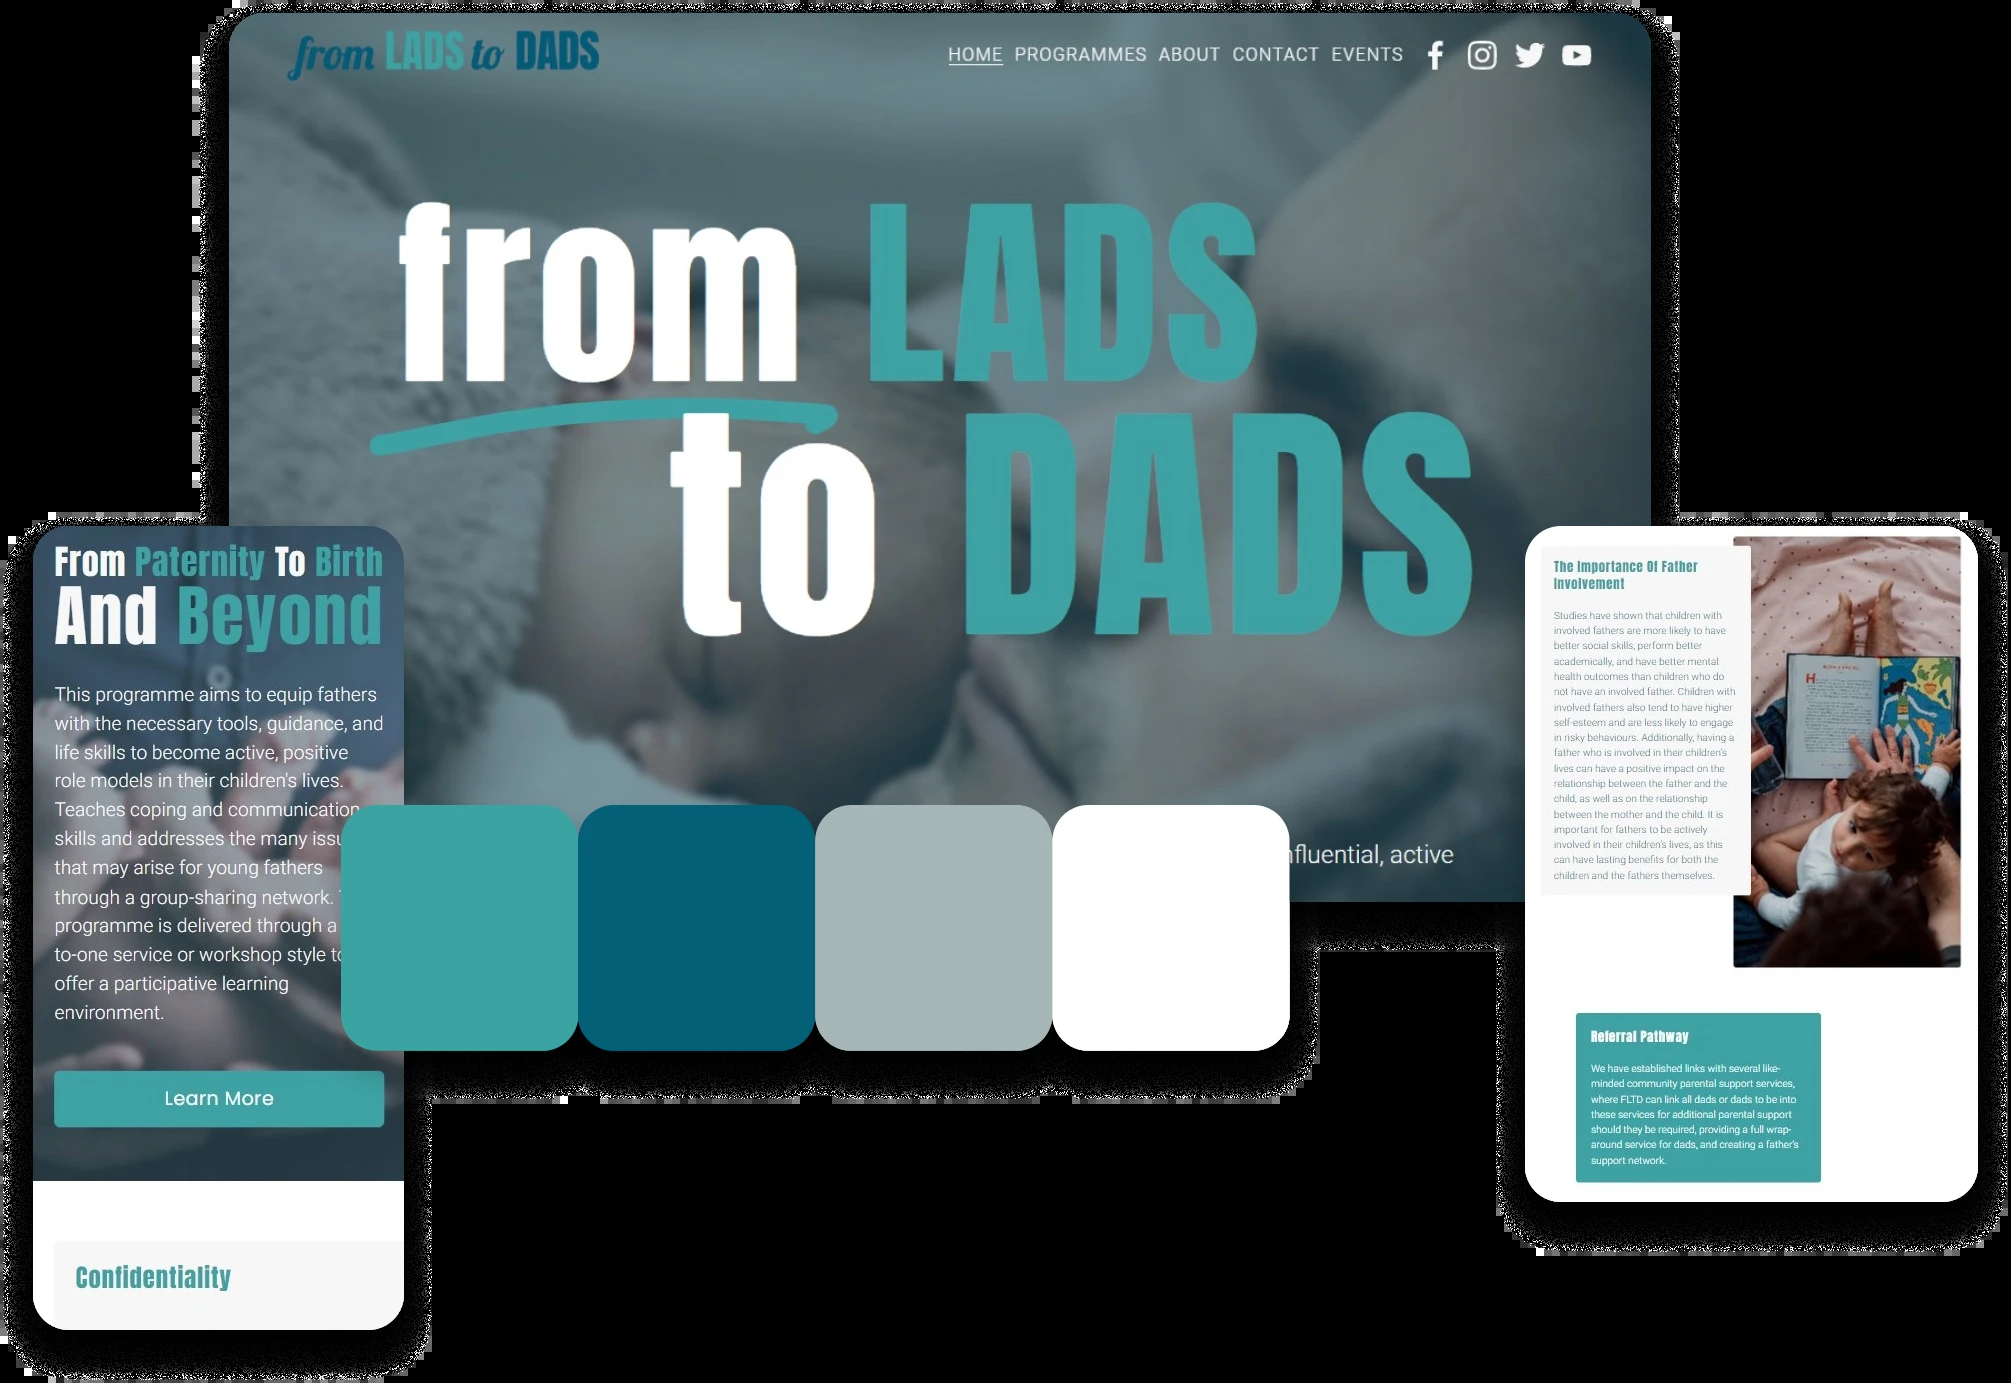 from LADS to DADS
HOME PROGRAMMES ABOUT CONTACT EVENTS
from LADS
to DADS
influential, active
From Paternity To Birth
And Beyond
This programme aims to equip fathers
with the necessary tools, guidance, and
life skills to become active, positive
role models in their children's lives.
Teaches coping and communication
skills and addresses the many
that may arise for young fathers
through a group-sharing network.
programme is delivered through a
to-one service or workshop style to
offer a participative learning
environment.
Learn More
Confidentiality
The Importance Of Father
Involvement
Studies have shown that children with
involved fathers are more likely to have
better social skills, perform better
academically, and have better mental
health outcomes than children who do
not have an involved father. Children with
involved fathers also tend to have higher
self-esteem and are less likely to engage
in risky behaviours. Additionally, having a
father who is involved in their children's
lives can have a positive impact on the
relationship between the father and the
child, as well as on the relationship
between the mother and the child. It is
important for fathers to be actively
involved in their children's lives, as this
can have lasting benefits for both the
children and the fathers themselves.
Referral Pathway
We have established links with several like-
minded community parental support services,
where FLTD can link all dads or dads to be into
these services for additional parental support
should they be required, providing a full wrap-
around service for dads, and creating a father's
support network.